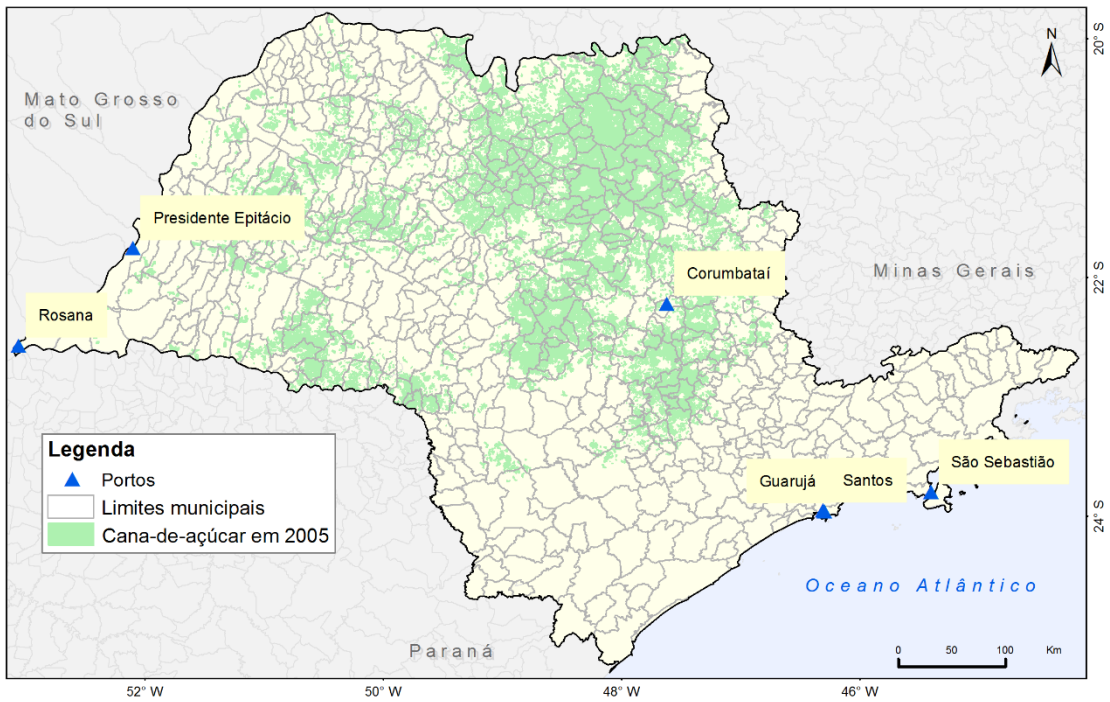 20° S
N
Mato Grosso
do Sul
Presidente Epitácio
Corumbataí
Minas Gerais
22° S
Rosana
Legenda
Portos
Limites municipais
Cana-de-açúcar em 2005
São Sebastião
Guarujá Santos
24° S
Oceano Atlântico
Paraná
0 50 100 Km
52° W 50° W 48° W 46° W